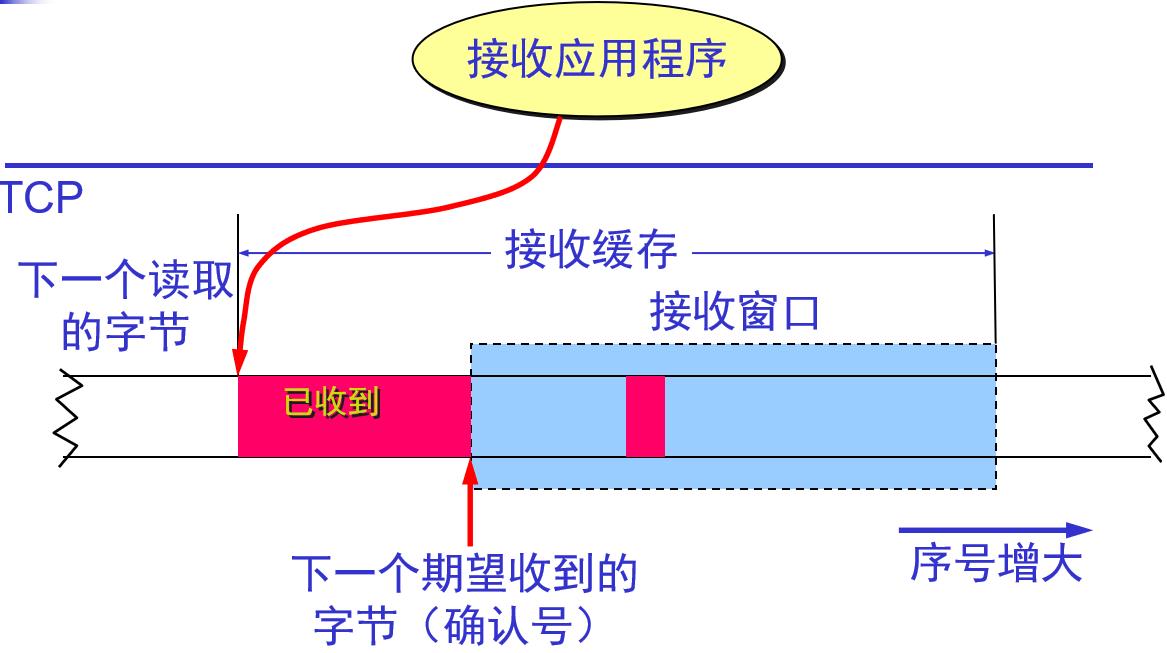 接收应用程序
TCP
接收缓存
下一个读取
的字节
接收窗口
已收到
下一个期望收到的
字节（确认号）
序号增大